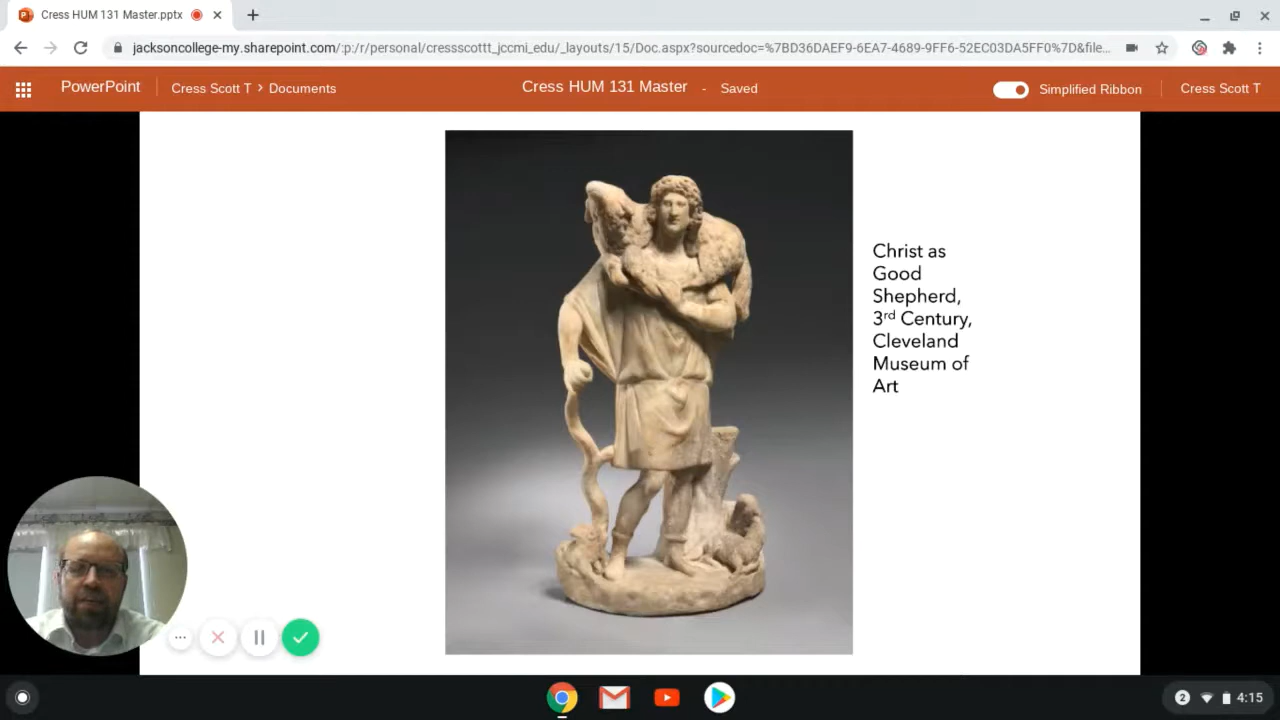 Cress HUM 131 Master.pptx
jacksoncollege-my.sharepoint.com/:p:/r/personal/cressscottt_jccmi_edu/_layouts/15/Doc.aspx?sourcedoc=%7BD36DAEF9-6EA7-4689-9FF6-52EC03DA5FF0%7D&file...
PowerPoint Cress Scott T > Documents Cress HUM 131 Master - Saved Simplified Ribbon Cress Scott T
Christ as
Good
Shepherd,
3rd Century,
Cleveland
Museum of
Art
2 4:15